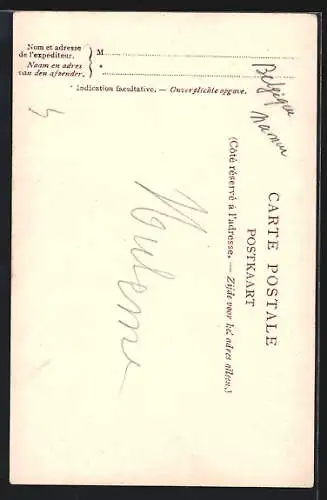 Nom et adresse
de l'expéditeur.
Naam en adres
van den afzender.
M
*
* Indication facultative. — Onverplichte opgave.
CARTE POSTALE
POSTKAART
(Côté réservé à l'adresse. — Zijde voor het adres alleen.)
Belgique
Namur